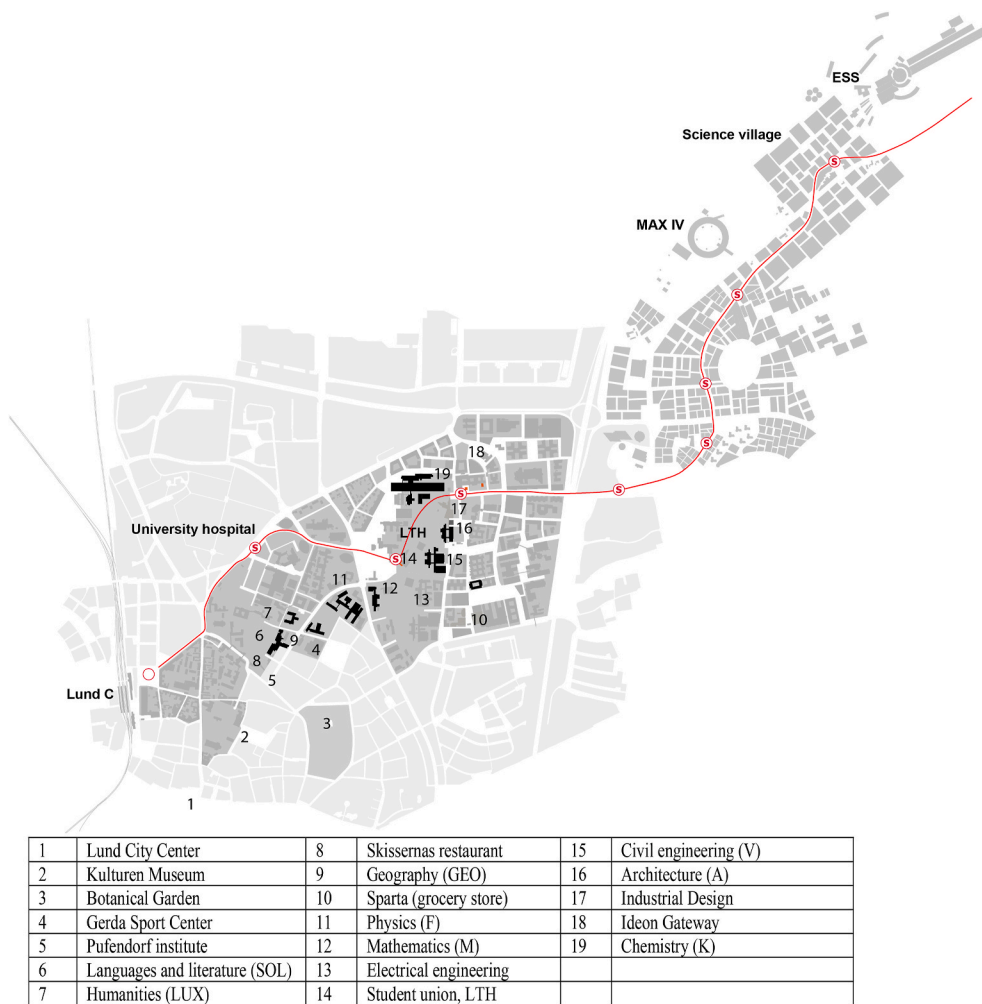 ESS
Science village
S
MAX IV
S
S
S
18
19
S
S
17
University hospital
LTH
16
S
14
S
15
11
12
13
7
10
6
9
4
8
5
Lund C
3
2
1
1 Lund City Center 8 Skissernas restaurant 15 Civil engineering (V)
2 Kulturen Museum 9 Geography (GEO) 16 Architecture (A)
3 Botanical Garden 10 Sparta (grocery store) 17 Industrial Design
4 Gerda Sport Center 11 Physics (F) 18 Ideon Gateway
5 Pufendorf institute 12 Mathematics (M) 19 Chemistry (K)
6 Languages and literature (SOL) 13 Electrical engineering
7 Humanities (LUX) 14 Student union, LTH